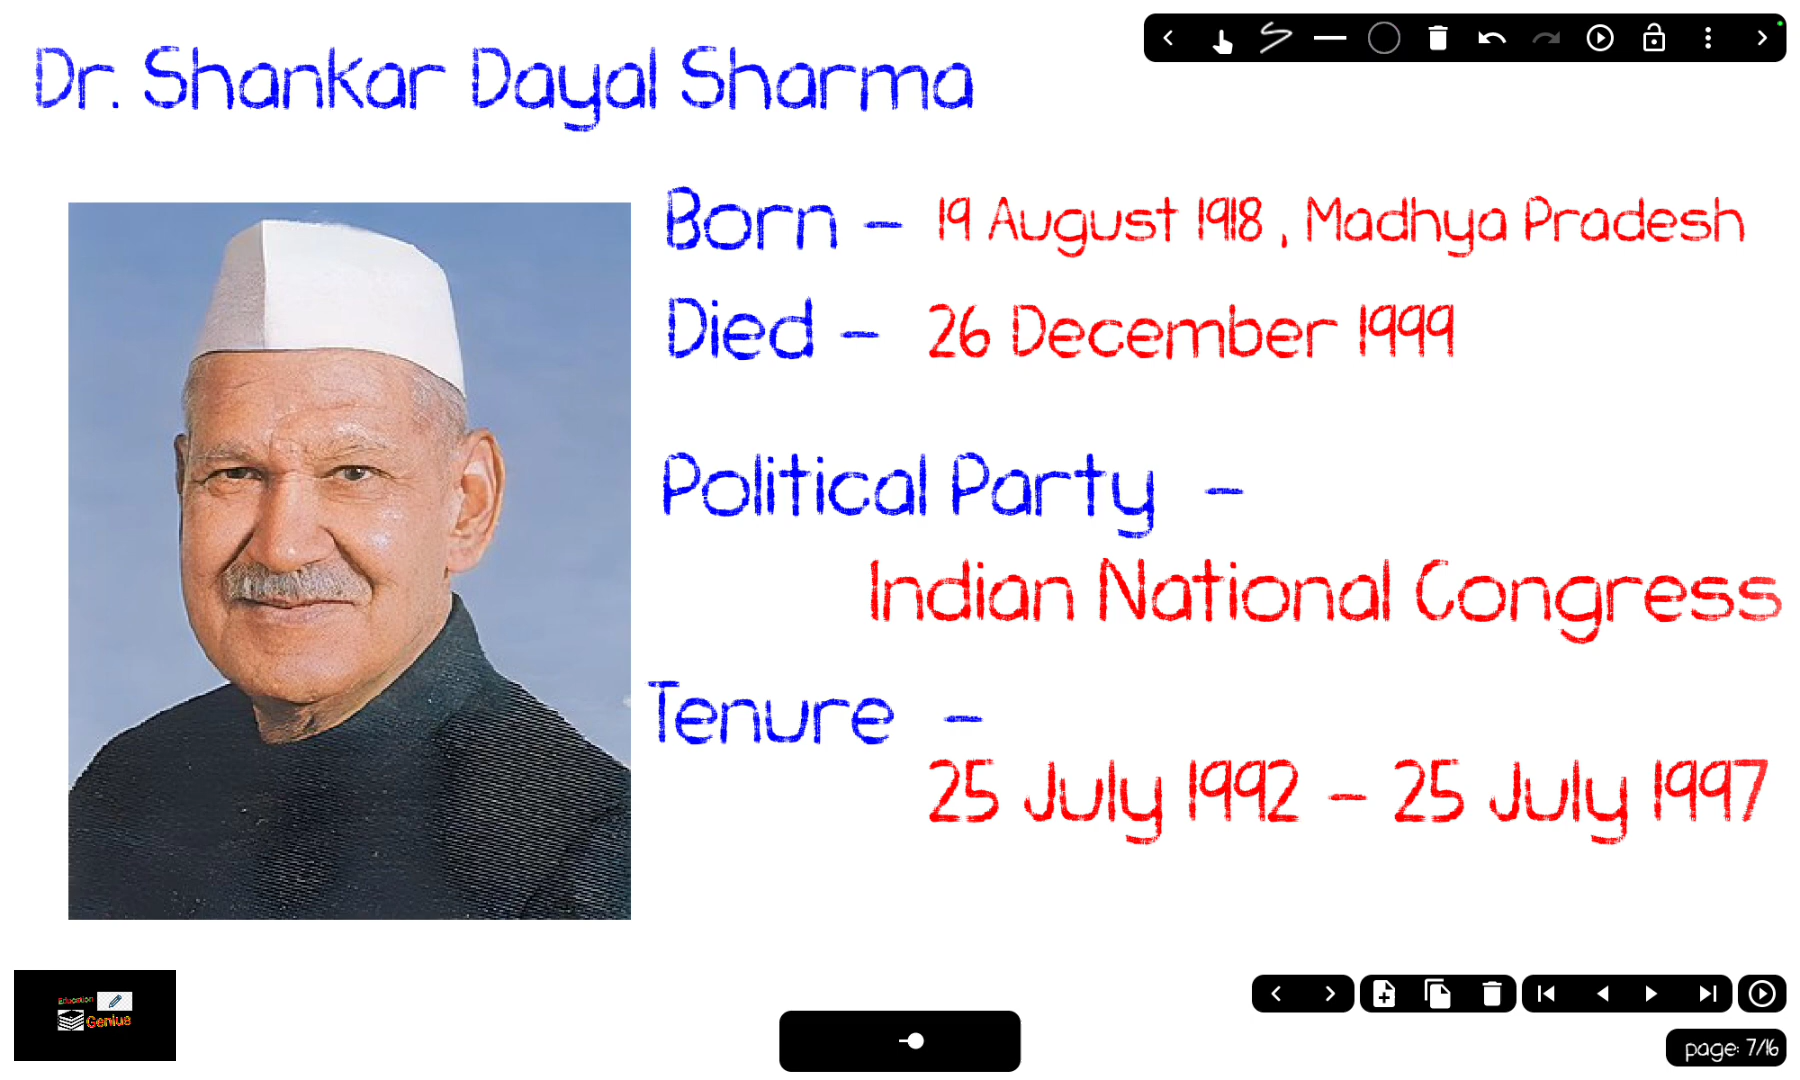 Dr. Shankar Dayal Sharma
Born - 19 August 1918 , Madhya Pradesh
Died - 26 December 1999
Political Party -
Indian National Congress
Tenure -
25 July 1992 - 25 July 1997
Education
Genius
page: 7/16